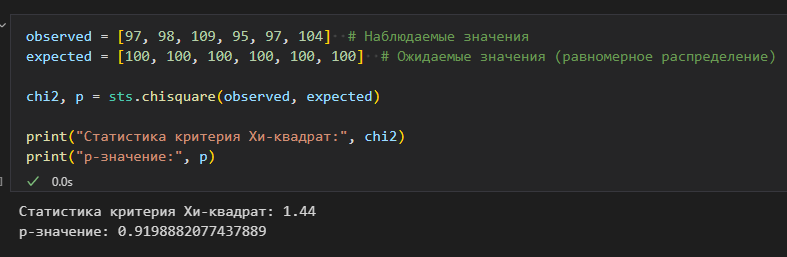 observed = [97, 98, 109, 95, 97, 104]  # Наблюдаемые значения
expected = [100, 100, 100, 100, 100, 100]  # Ожидаемые значения (равномерное распределение)
chi2, p = sts.chisquare(observed, expected)
print("Статистика критерия Хи-квадрат:", chi2)
print("p-значение:", p)
0.0s
Статистика критерия Хи-квадрат: 1.44
p-значение: 0.9198882077437889